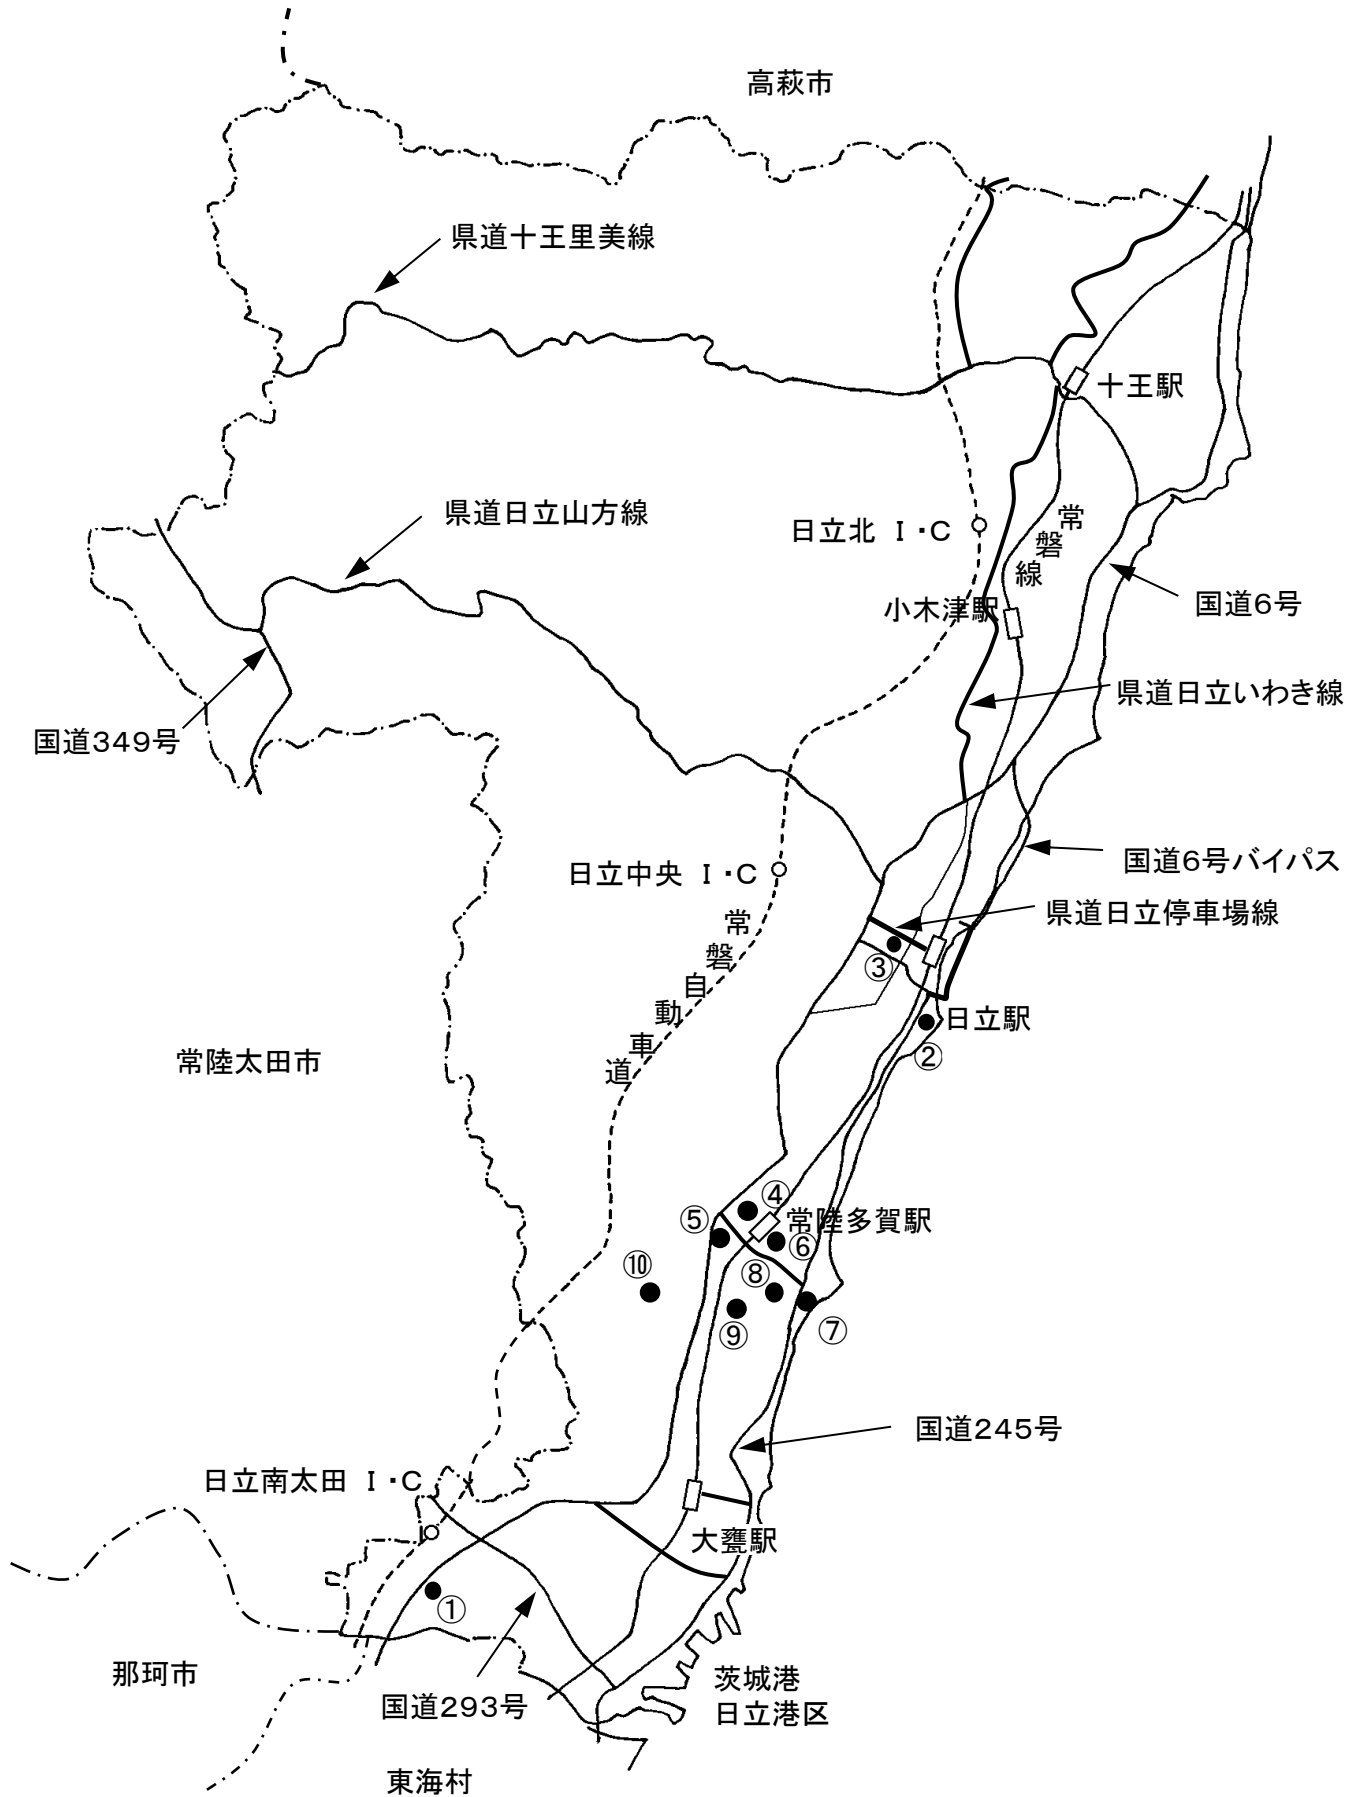 高萩市
県道十王里美線
十王駅
県道日立山方線
日立北 I・C
常磐線
国道6号
小木津駅
県道日立いわき線
国道349号
国道6号バイパス
日立中央 I・C
県道日立停車場線
常磐自動車道
③
日立駅
②
常陸太田市
④
⑤
常陸多賀駅
⑥
⑩
⑧
⑨
⑦
国道245号
日立南太田 I・C
大甕駅
①
那珂市
茨城港
日立港区
国道293号
東海村